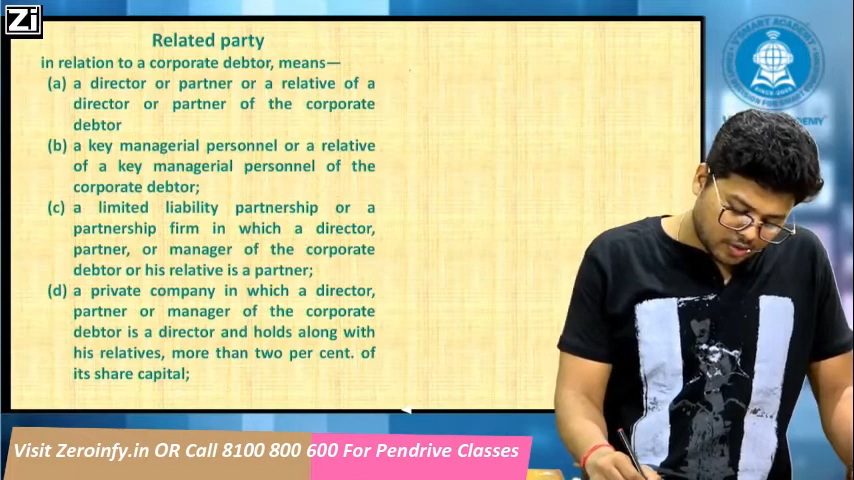 Zi
Related party
in relation to a corporate debtor, means—
(a) a director or partner or a relative of a
director or partner of the corporate
debtor
(b) a key managerial personnel or a relative
of a key managerial personnel of the
corporate debtor;
(c) a limited liability partnership or a
partnership firm in which a director,
partner, or manager of the corporate
debtor or his relative is a partner;
(d) a private company in which a director,
partner or manager of the corporate
debtor is a director and holds along with
his relatives, more than two per cent. of
its share capital;
V'SMART ACADEMY
Visit Zeroinfy.in OR Call 8100 800 600 For Pendrive Classes